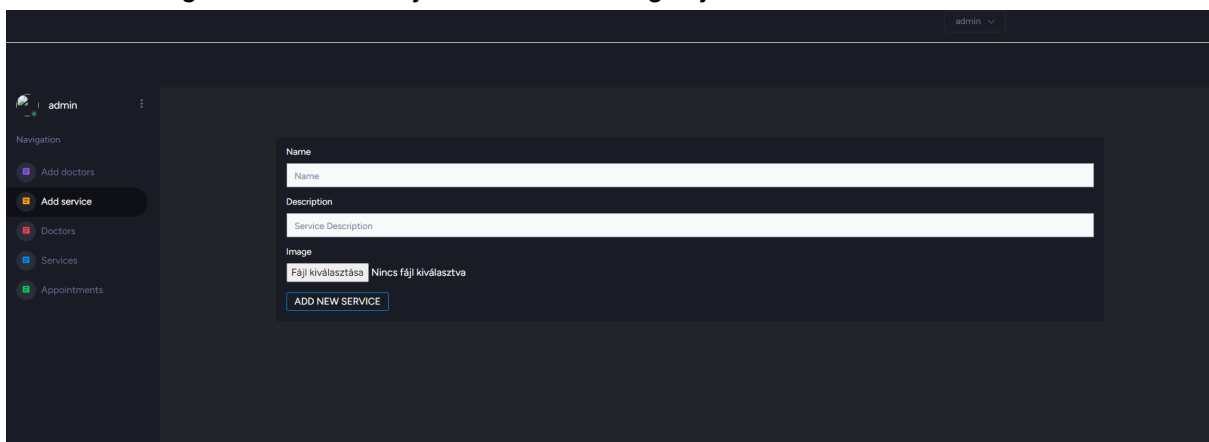 admin
admin
Navigation
Add doctors
Add service
Doctors
Services
Appointments
Name
Name
Description
Service Description
Image
Fájl kiválasztása Nincs fájl kiválasztva
ADD NEW SERVICE